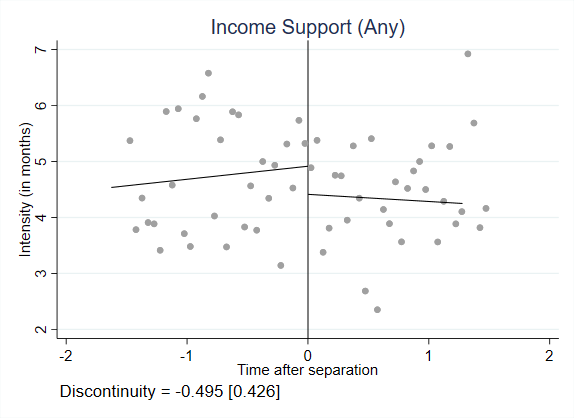 Income Support (Any)
Intensity (in months)
7
6
5
4
3
2
-2 -1 0 1 2
Time after separation
Discontinuity = -0.495 [0.426]